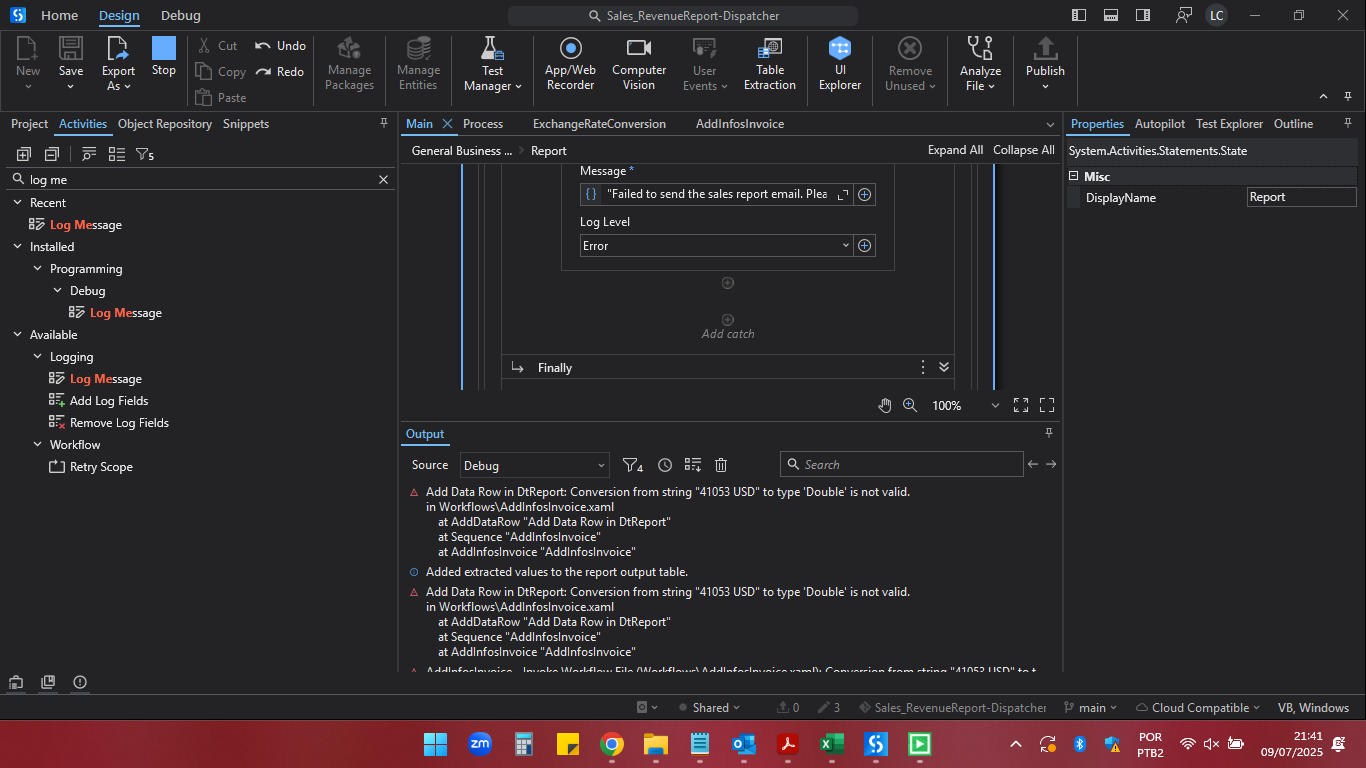 Home
Design
Debug
Sales_RevenueReport-Dispatcher
LC
New
Save
Export As
Stop
Cut
Copy
Paste
Undo
Redo
Manage Packages
Manage Entities
Test Manager
App/Web Recorder
Computer Vision
User Events
Table Extraction
UI Explorer
Remove Unused
Analyze File
Publish
Project
Activities
Object Repository
Snippets
5
log me
Recent
Log Message
Installed
Programming
Debug
Log Message
Available
Logging
Log Message
Add Log Fields
Remove Log Fields
Workflow
Retry Scope
Main
Process
ExchangeRateConversion
AddInfosInvoice
General Business ... > Report
Expand All
Collapse All
Message *
{} "Failed to send the sales report email. Plea
Log Level
Error
Add catch
Finally
100%
Output
Source
Debug
4
Search
Add Data Row in DtReport: Conversion from string "41053 USD" to type 'Double' is not valid.
in Workflows\AddInfosInvoice.xaml
at AddDataRow "Add Data Row in DtReport"
at Sequence "AddInfosInvoice"
at AddInfosInvoice "AddInfosInvoice"
Added extracted values to the report output table.
Add Data Row in DtReport: Conversion from string "41053 USD" to type 'Double' is not valid.
in Workflows\AddInfosInvoice.xaml
at AddDataRow "Add Data Row in DtReport"
at Sequence "AddInfosInvoice"
at AddInfosInvoice "AddInfosInvoice"
AddInfosInvoice - Invoke Workflow File (Workflows\AddInfosInvoice.xaml): Conversion from string "41053 USD" to t
Properties
Autopilot
Test Explorer
Outline
System.Activities.Statements.State
Misc
DisplayName
Report
Shared
0
3
Sales_RevenueReport-Dispatcher
main
Cloud Compatible
VB, Windows
zm
POR
PTB2
21:41
09/07/2025